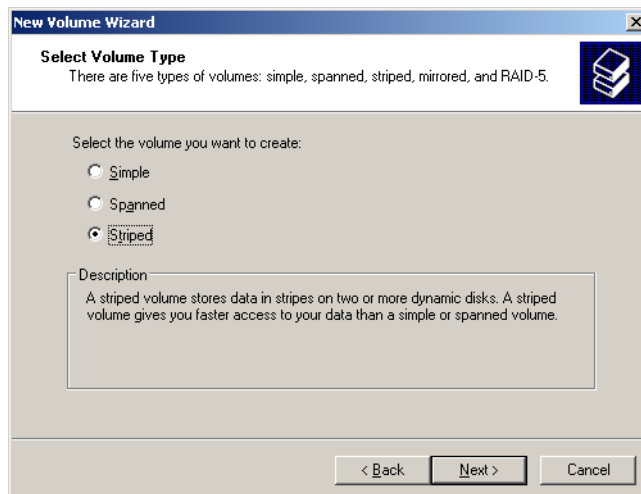 New Volume Wizard
Select Volume Type
There are five types of volumes: simple, spanned, striped, mirrored, and RAID-5.
Select the volume you want to create:
Simple
Spanned
Striped
Description
A striped volume stores data in stripes on two or more dynamic disks. A striped
volume gives you faster access to your data than a simple or spanned volume.
< Back Next > Cancel